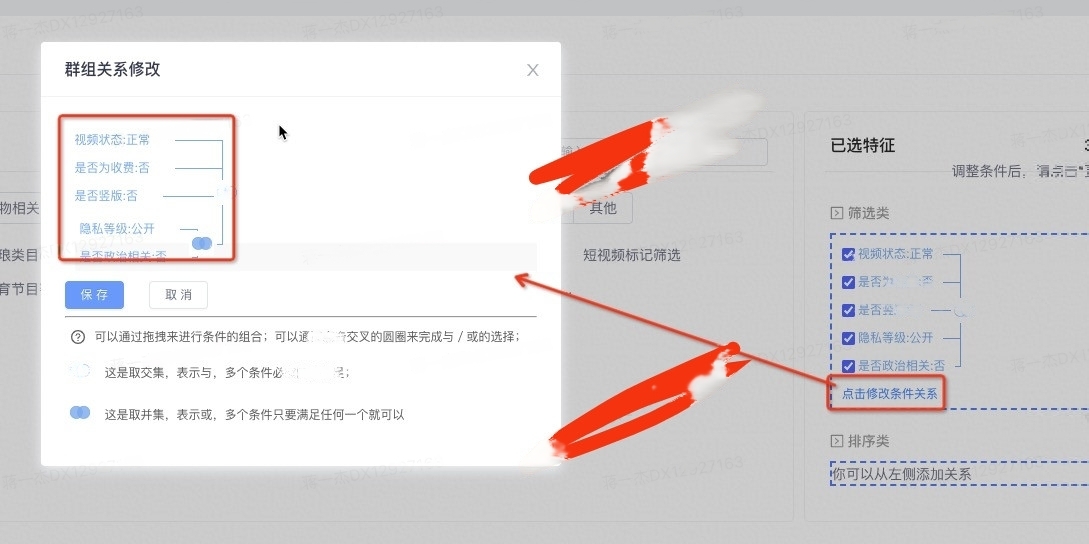 群组关系修改
X
视频状态:正常
是否为收费:否
是否竖版:否
隐私等级:公开
是否政治相关:否
保存
取消
可以通过拖拽来进行条件的组合；可以通 交叉的圆圈来完成与/或的选择；
这是取交集，表示与，多个条件必
这是取并集，表示或，多个条件只要满足任何一个就可以
物相关
其他
短视频标记筛选
类目
育节目
已选特征
调整条件后，
筛选类
视频状态:正常
是否为
是否竖
隐私等级:公开
是否政治相关:否
点击修改条件关系
排序类
你可以从左侧添加关系